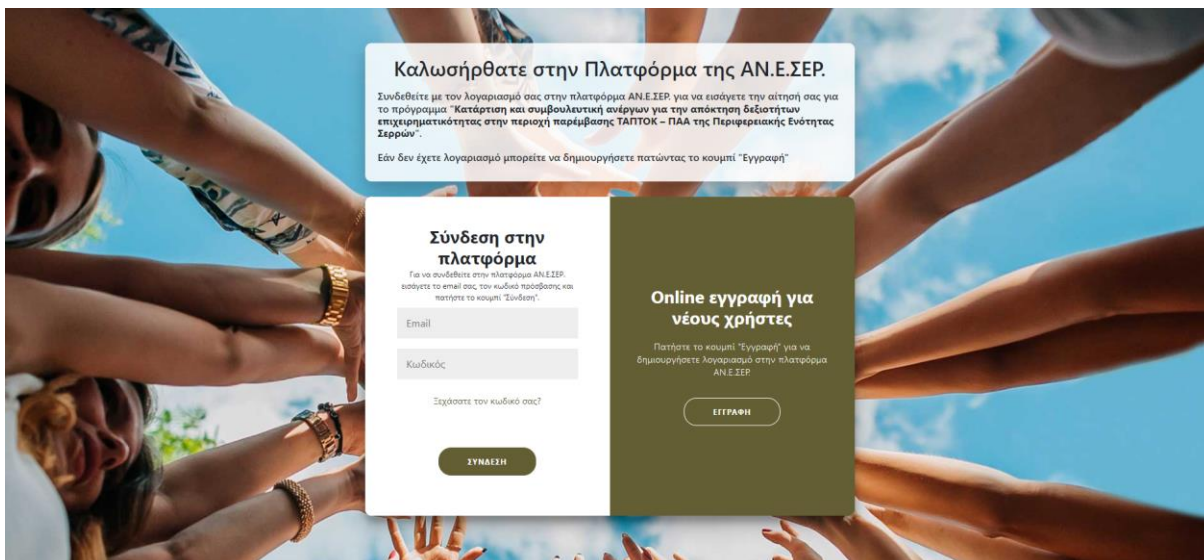 Καλωσήρθατε στην Πλατφόρμα της ΑΝ.Ε.ΣΕΡ.
Συνδεθείτε με τον λογαριασμό σας στην πλατφόρμα ΑΝ.Ε.ΣΕΡ. για να εισάγετε την αίτησή σας για
το πρόγραμμα "Κατάρτιση και συμβουλευτική ανέργων για την απόκτηση δεξιοτήτων
επιχειρηματικότητας στην περιοχή παρέμβασης ΤΑΠΤΟΚ – ΠΑΑ της Περιφερειακής Ενότητας
Σερρών".
Εάν δεν έχετε λογαριασμό μπορείτε να δημιουργήσετε πατώντας το κουμπί "Εγγραφή"
Σύνδεση στην
πλατφόρμα
Για να συνδεθείτε στην πλατφόρμα ΑΝ.Ε.ΣΕΡ.
εισάγετε το email σας, τον κωδικό πρόσβασης και
πατήστε το κουμπί "Σύνδεση".
Email
Κωδικός
Ξεχάσατε τον κωδικό σας?
ΣΥΝΔΕΣΗ
Online εγγραφή για
νέους χρήστες
Πατήστε το κουμπί "Εγγραφή" για να
δημιουργήσετε λογαριασμό στην πλατφόρμα
ΑΝ.Ε.ΣΕΡ.
ΕΓΓΡΑΦΗ